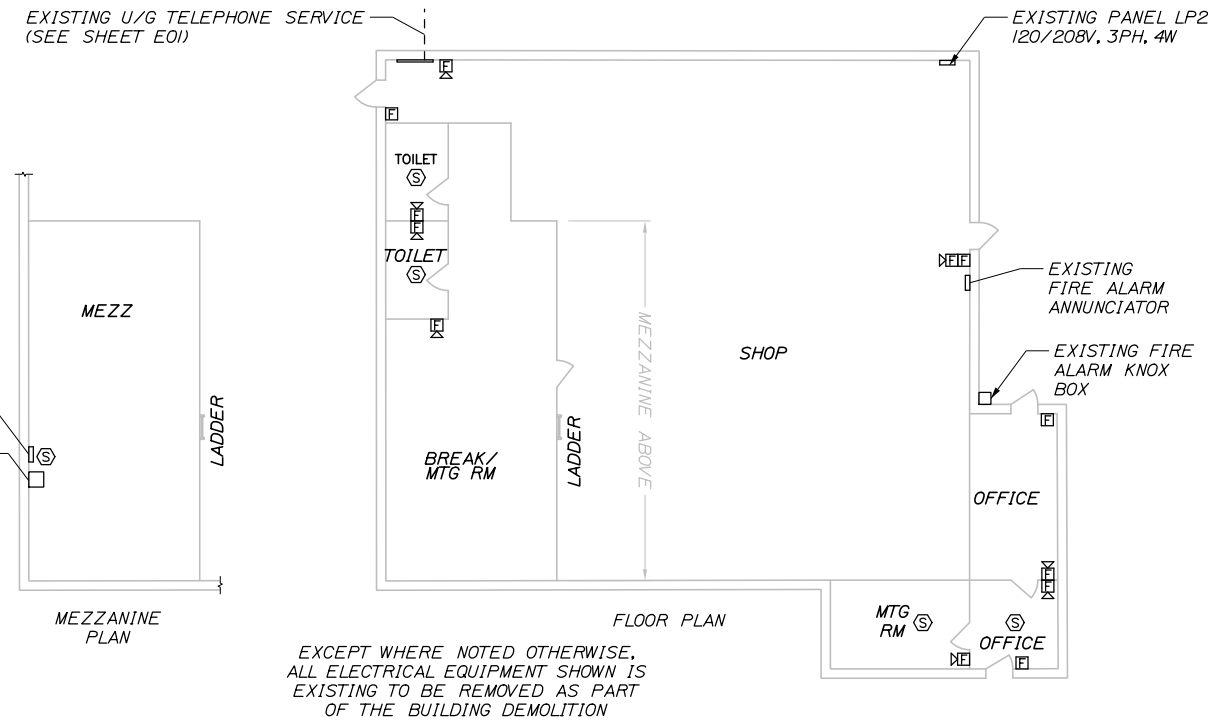 EXISTING U/G TELEPHONE SERVICE
(SEE SHEET E01)
EXISTING PANEL LP2
120/208V, 3PH, 4W
F
F
TOILET
S
F
F
TOILET
S
F
F F
EXISTING
FIRE ALARM
ANNUNCIATOR
MEZZ
MEZZANINE ABOVE
SHOP
EXISTING FIRE
ALARM KNOX
BOX
LADDER
S
BREAK/
MTG RM
LADDER
F
OFFICE
F
F
MEZZANINE
PLAN
FLOOR PLAN
MTG
RM
S
S
OFFICE
F
F
EXCEPT WHERE NOTED OTHERWISE,
ALL ELECTRICAL EQUIPMENT SHOWN IS
EXISTING TO BE REMOVED AS PART
OF THE BUILDING DEMOLITION